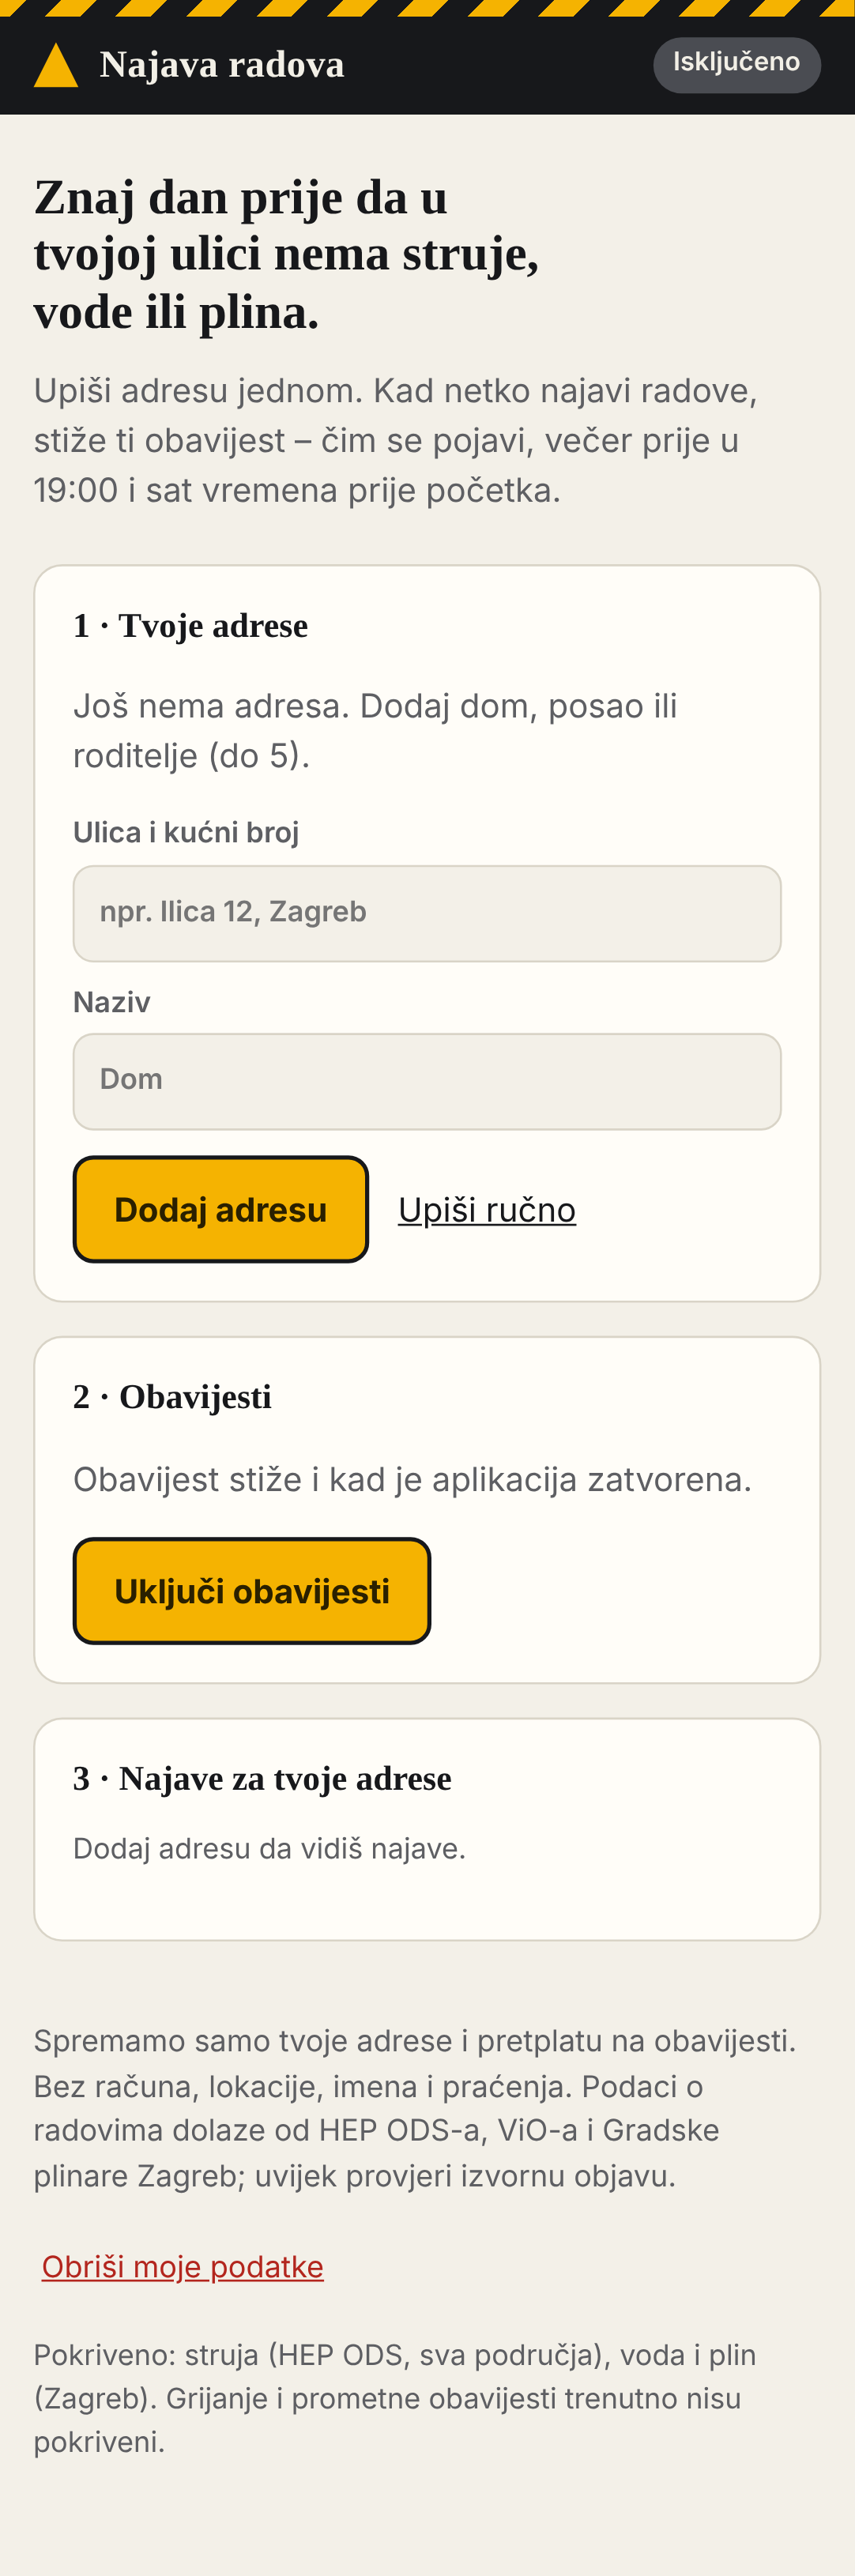 Najava radova
Isključeno
Znaj dan prije da u
tvojoj ulici nema struje,
vode ili plina.
Upiši adresu jednom. Kad netko najavi radove,
stiže ti obavijest – čim se pojavi, večer prije u
19:00 i sat vremena prije početka.
1 · Tvoje adrese
Još nema adresa. Dodaj dom, posao ili
roditelje (do 5).
Ulica i kućni broj
npr. Ilica 12, Zagreb
Naziv
Dom
Dodaj adresu
Upiši ručno
2 · Obavijesti
Obavijest stiže i kad je aplikacija zatvorena.
Uključi obavijesti
3 · Najave za tvoje adrese
Dodaj adresu da vidiš najave.
Spremamo samo tvoje adrese i pretplatu na obavijesti.
Bez računa, lokacije, imena i praćenja. Podaci o
radovima dolaze od HEP ODS-a, ViO-a i Gradske
plinare Zagreb; uvijek provjeri izvornu objavu.
Obriši moje podatke
Pokriveno: struja (HEP ODS, sva područja), voda i plin
(Zagreb). Grijanje i prometne obavijesti trenutno nisu
pokriveni.